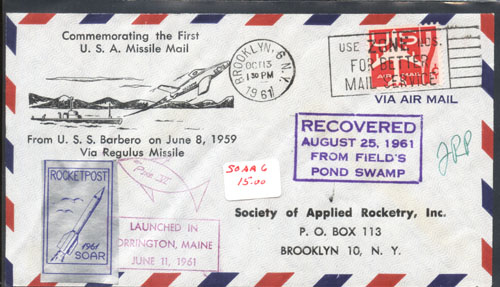 Commemorating the First
U. S. A. Missile Mail
BROOKLYN, 6 N.Y.
OCT 13
1 30 PM
1961
USE ZONE NOS.
FOR BETTER
MAIL SERVICE
VIA AIR MAIL
From U. S. S. Barbero on June 8, 1959
Via Regulus Missile
RECOVERED
AUGUST 25, 1961
FROM FIELD'S
POND SWAMP
SOAR 6
15.00
ROCKETPOST
1961
SOAR
LAUNCHED IN
ORRINGTON, MAINE
JUNE 11, 1961
Society of Applied Rocketry, Inc.
P. O. BOX 113
BROOKLYN 10, N. Y.